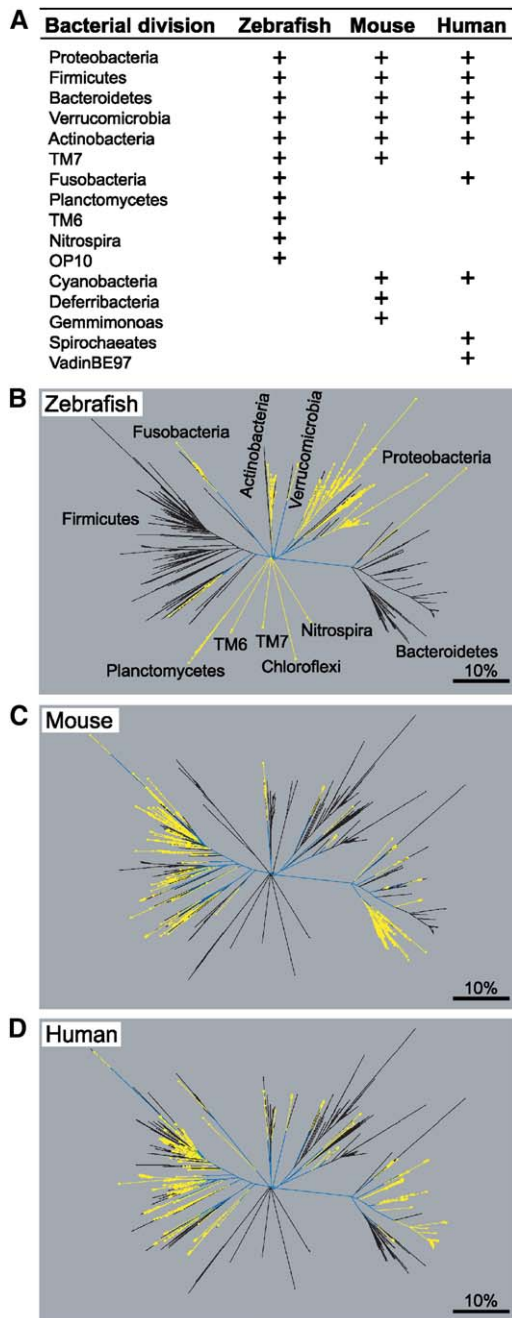 A
Bacterial division Zebrafish Mouse Human
Proteobacteria + + +
Firmicutes + + +
Bacteroidetes + + +
Verrucomicrobia + + +
Actinobacteria + + +
TM7 + +
Fusobacteria + +
Planctomycetes +
TM6 +
Nitrospira +
OP10 +
Cyanobacteria + +
Deferribacteria +
Gemmimonoas +
Spirochaeates +
VadinBE97 +
B Zebrafish
Fusobacteria
Actinobacteria
Verrucomicrobia
Proteobacteria
Firmicutes
Nitrospira
TM6
TM7
Planctomycetes
Chloroflexi
Bacteroidetes
10%
C Mouse
10%
D Human
10%